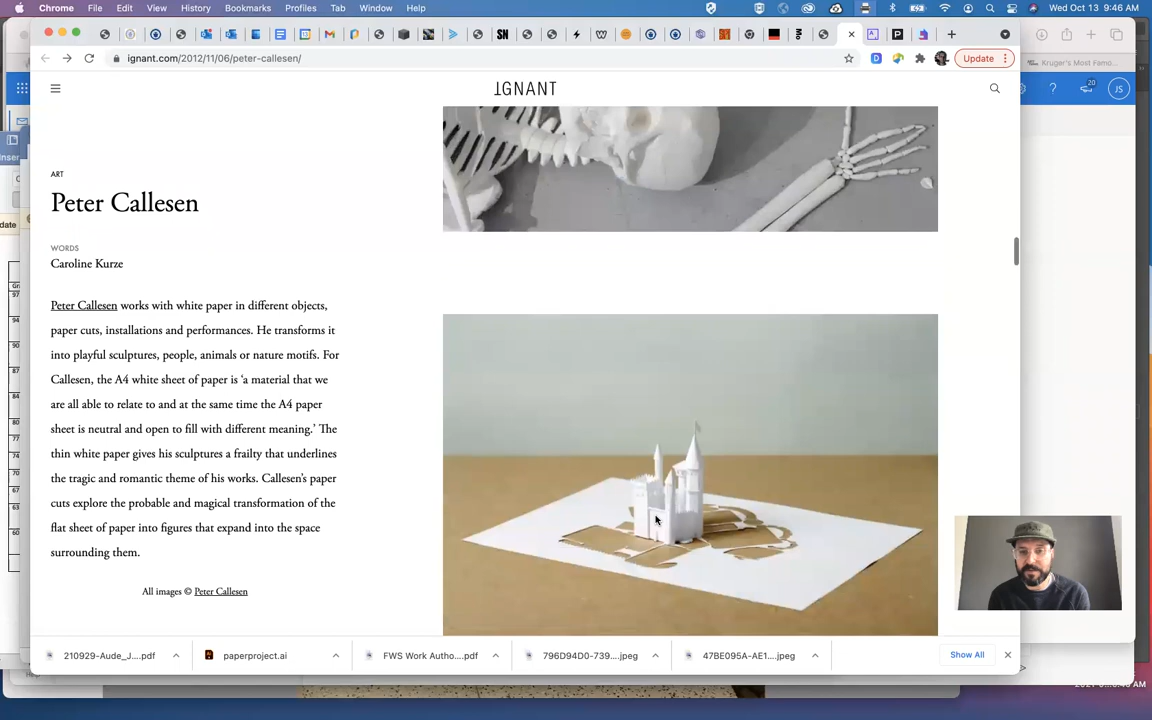 Chrome File Edit View History Bookmarks Profiles Tab Window Help
Wed Oct 13 9:46 AM
ignant.com/2012/11/06/peter-callesen/
Update
Kruger's Most Famo...
20
JS
IGNANT
ART
Peter Callesen
WORDS
Caroline Kurze
Peter Callesen works with white paper in different objects,
paper cuts, installations and performances. He transforms it
into playful sculptures, people, animals or nature motifs. For
Callesen, the A4 white sheet of paper is ‘a material that we
are all able to relate to and at the same time the A4 paper
sheet is neutral and open to fill with different meaning.’ The
thin white paper gives his sculptures a frailty that underlines
the tragic and romantic theme of his works. Callesen’s paper
cuts explore the probable and magical transformation of the
flat sheet of paper into figures that expand into the space
surrounding them.
All images © Peter Callesen
210929-Aude_J....pdf
paperproject.ai
FWS Work Autho....pdf
796D94D0-739....jpeg
47BE095A-AE1....jpeg
Show All